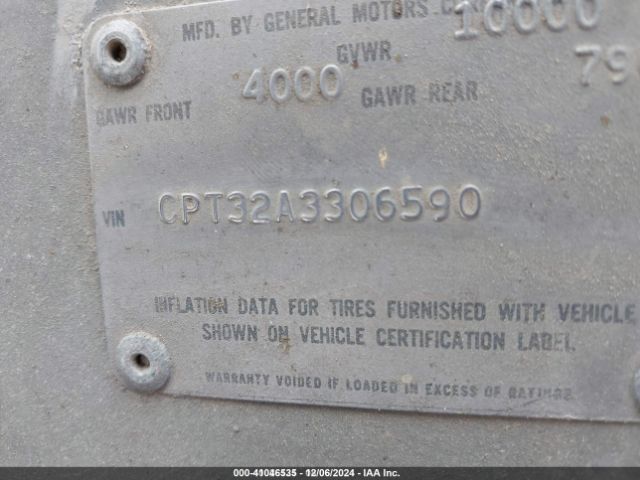 MFD. BY GENERAL MOTORS
10000
GVWR
4000
GAWR FRONT
GAWR REAR
VIN CPT32A3306590
INFLATION DATA FOR TIRES FURNISHED WITH VEHICLE
SHOWN ON VEHICLE CERTIFICATION LABEL
WARRANTY VOIDED IF LOADED IN EXCESS OF RATINGS
000-41046535 - 12/06/2024 - IAA Inc.